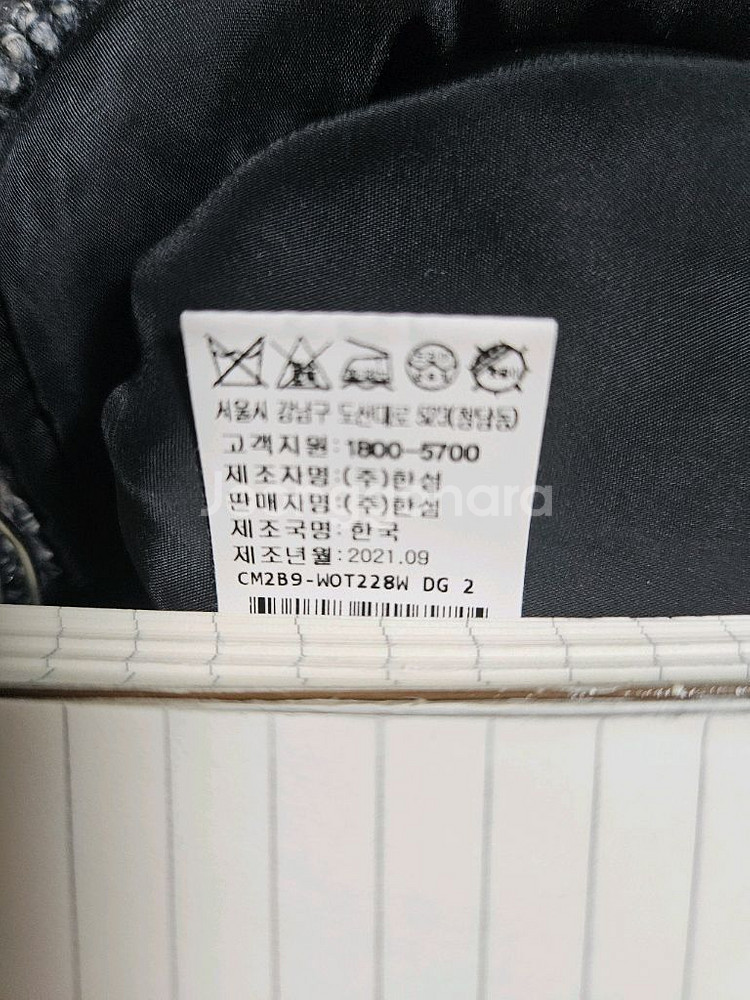 서울시 강남구 도산대로 523(청담동)
고객지원:1800-5700
제조자명:(주)한섬
판매자명:(주)한섬
제조국명:한국
제조년월:2021.09
CM2B9-WOT228W DG 2